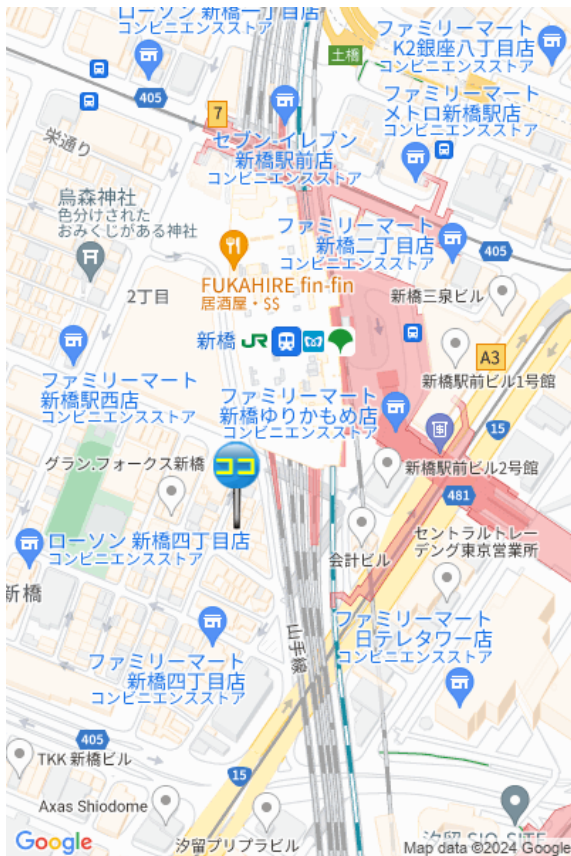 ローソン 新橋一丁目店
コンビニエンスストア
土橋
ファミリーマート
K2銀座八丁目店
コンビニエンスストア
405
7
栄通り
セブン-イレブン
新橋駅前店
コンビニエンスストア
ファミリーマート
メトロ新橋駅店
コンビニエンスストア
烏森神社
色分けされた
おみくじがある神社
ファミリーマート
新橋二丁目店
コンビニエンスストア
405
FUKAHIRE fin-fin
居酒屋・$$
2丁目
新橋三泉ビル
新橋 JR
A3
新橋駅前ビル1号館
ファミリーマート
新橋駅西店
コンビニエンスストア
ファミリーマート
新橋ゆりかもめ店
コンビニエンスストア
15
グラン.フォークス新橋
ココ
新橋駅前ビル2号館
481
ローソン 新橋四丁目店
コンビニエンスストア
会計ビル
セントラルトレー
ディング東京営業所
新橋
山手線
ファミリーマート
日テレタワー店
コンビニエンスストア
ファミリーマート
新橋四丁目店
コンビニエンスストア
405
TKK 新橋ビル
15
Axas Shiodome
汐留プリプラビル
汐留 SIO-SITE
Google
Map data ©2024 Google